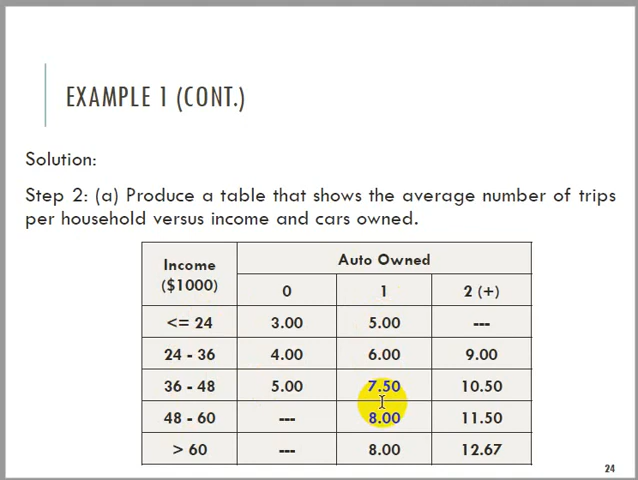 EXAMPLE 1 (CONT.)
Solution:
Step 2: (a) Produce a table that shows the average number of trips
per household versus income and cars owned.
Income
($1000)
Auto Owned
0 1 2 (+)
<= 24 3.00 5.00 ---
24 - 36 4.00 6.00 9.00
36 - 48 5.00 7.50 10.50
48 - 60 --- 8.00 11.50
> 60 --- 8.00 12.67
24